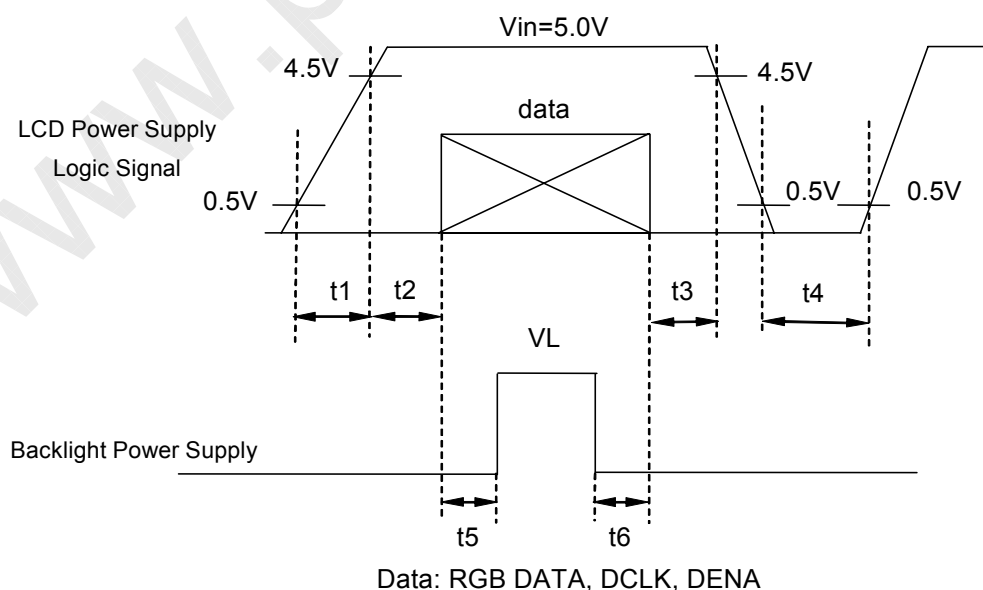 Vin=5.0V
4.5V
4.5V
data
LCD Power Supply
Logic Signal
0.5V
0.5V
0.5V
t1
t2
t3
t4
VL
Backlight Power Supply
t5
t6
Data: RGB DATA, DCLK, DENA
www.p